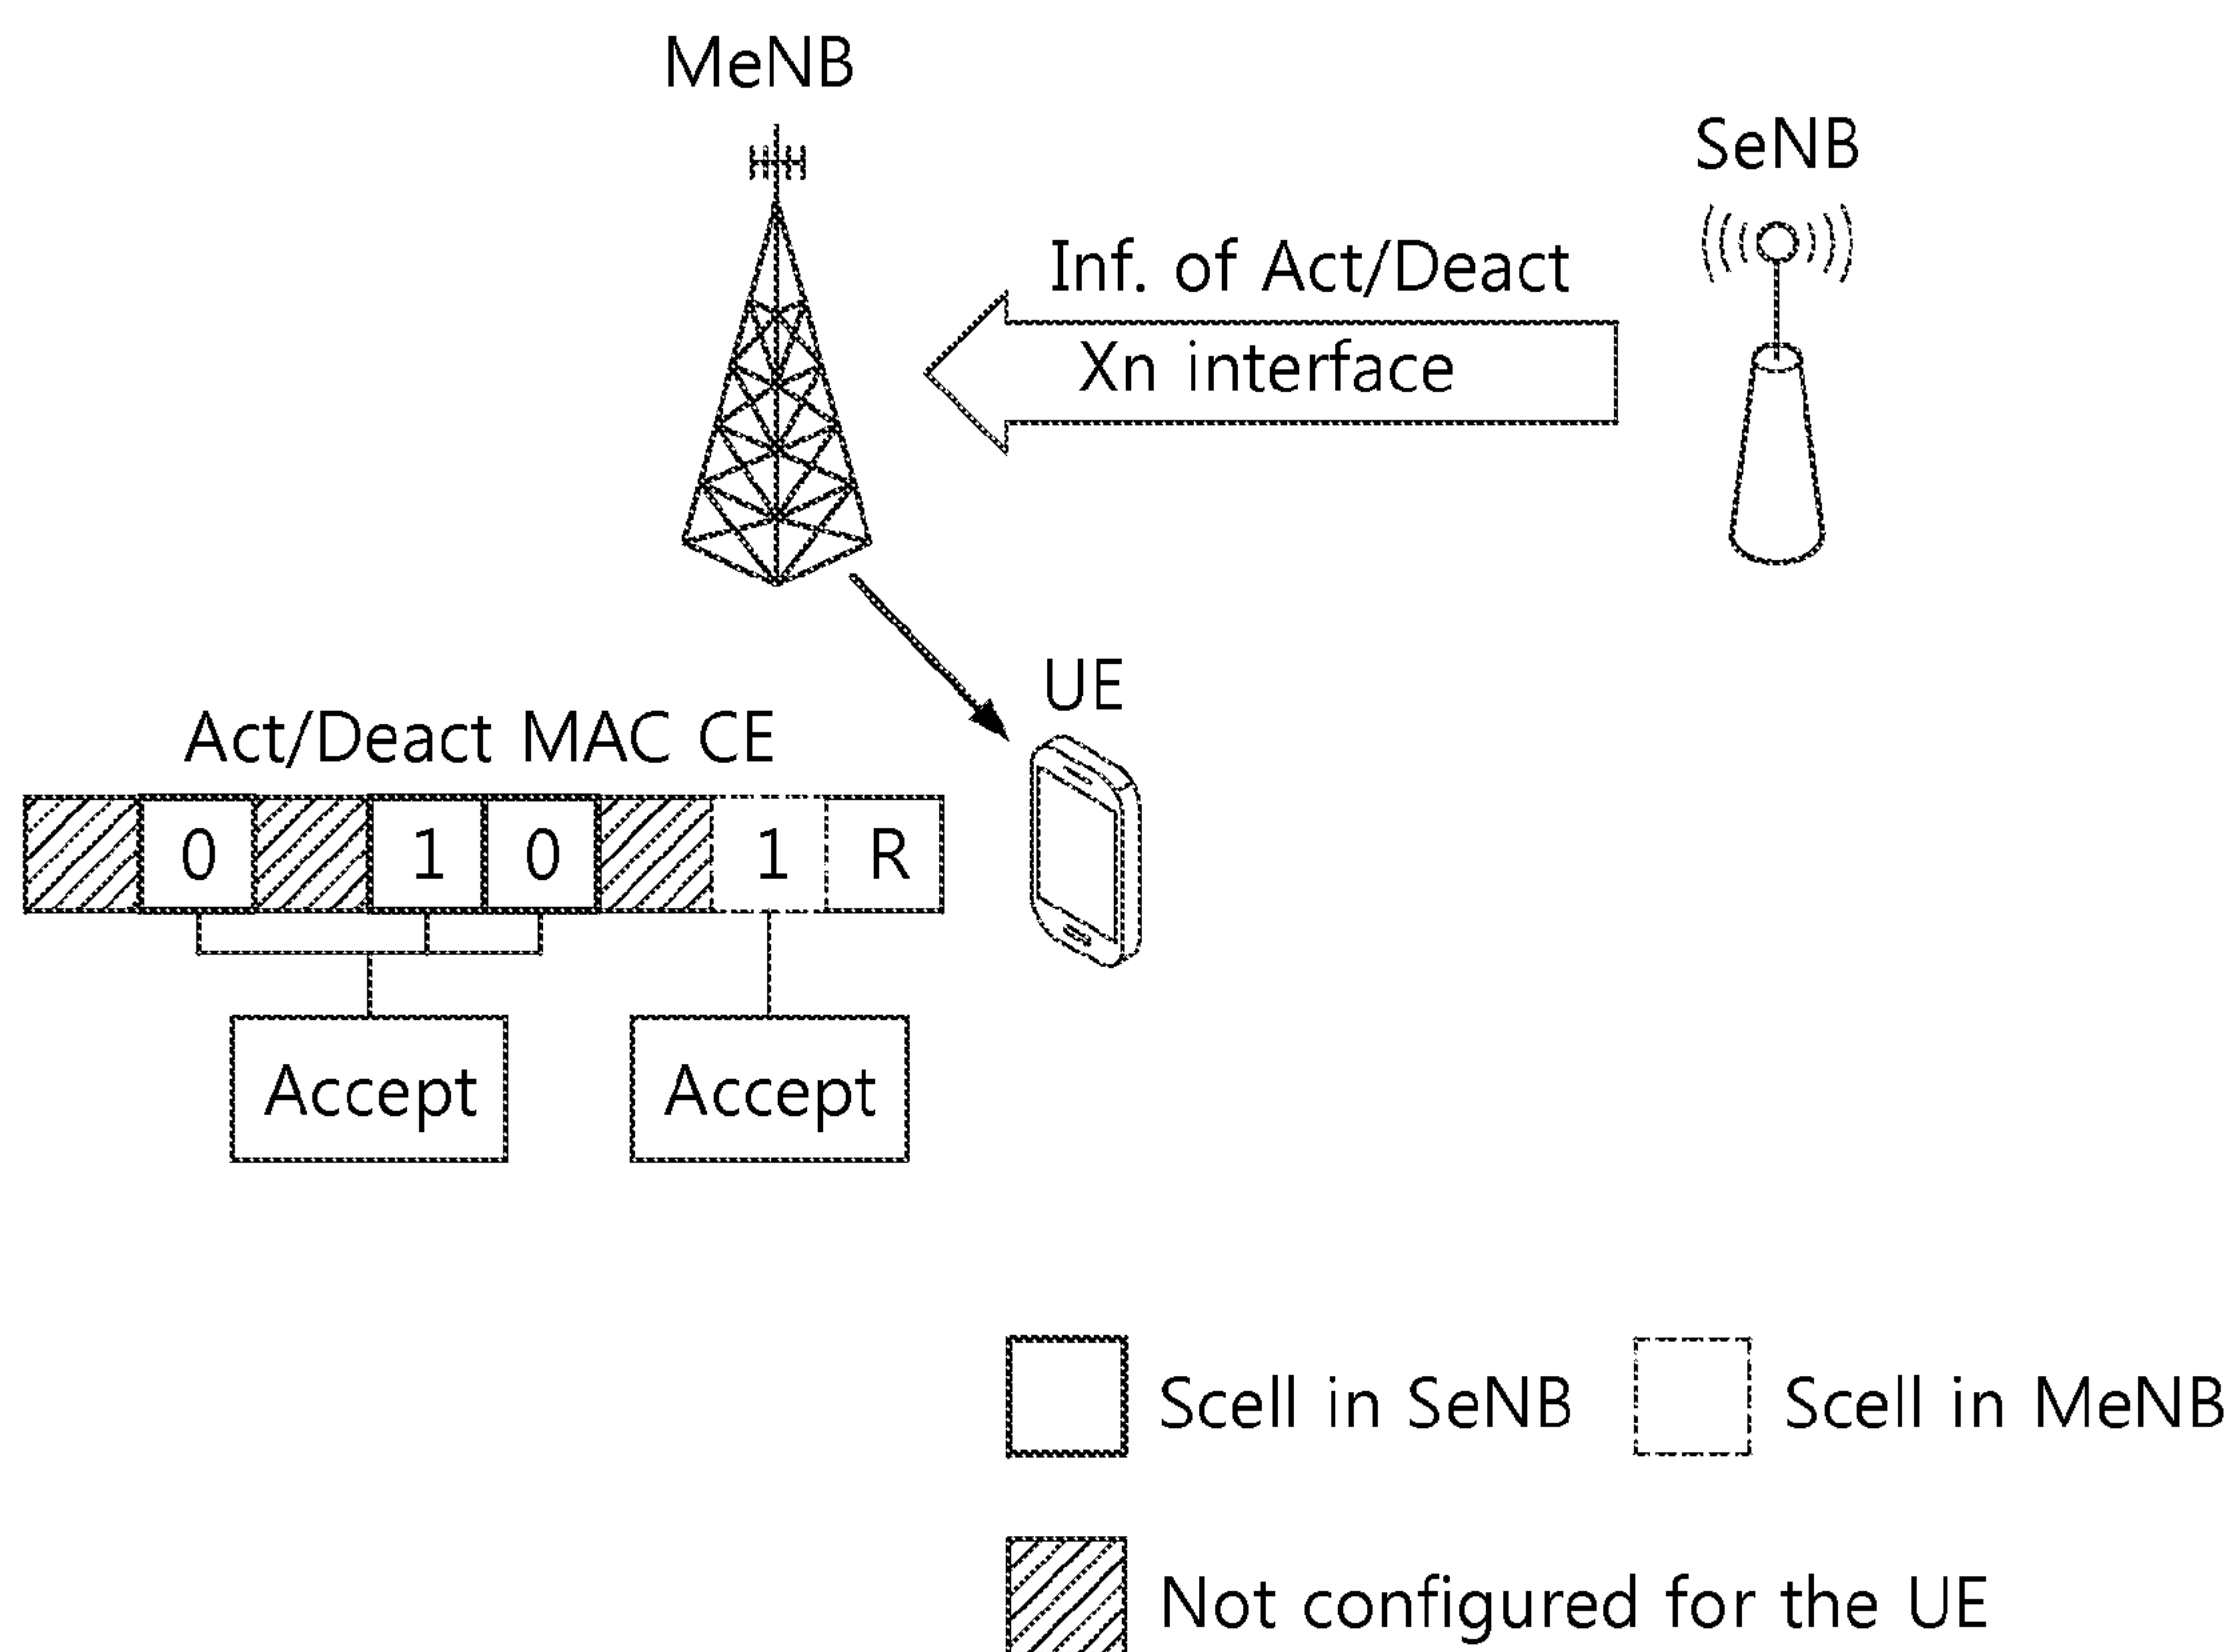 MeNB
SeNB
Inf. of Act/Deact
Xn interface
UE
Act/Deact MAC CE
0 1 0 1 R
Accept Accept
Scell in SeNB Scell in MeNB
Not configured for the UE